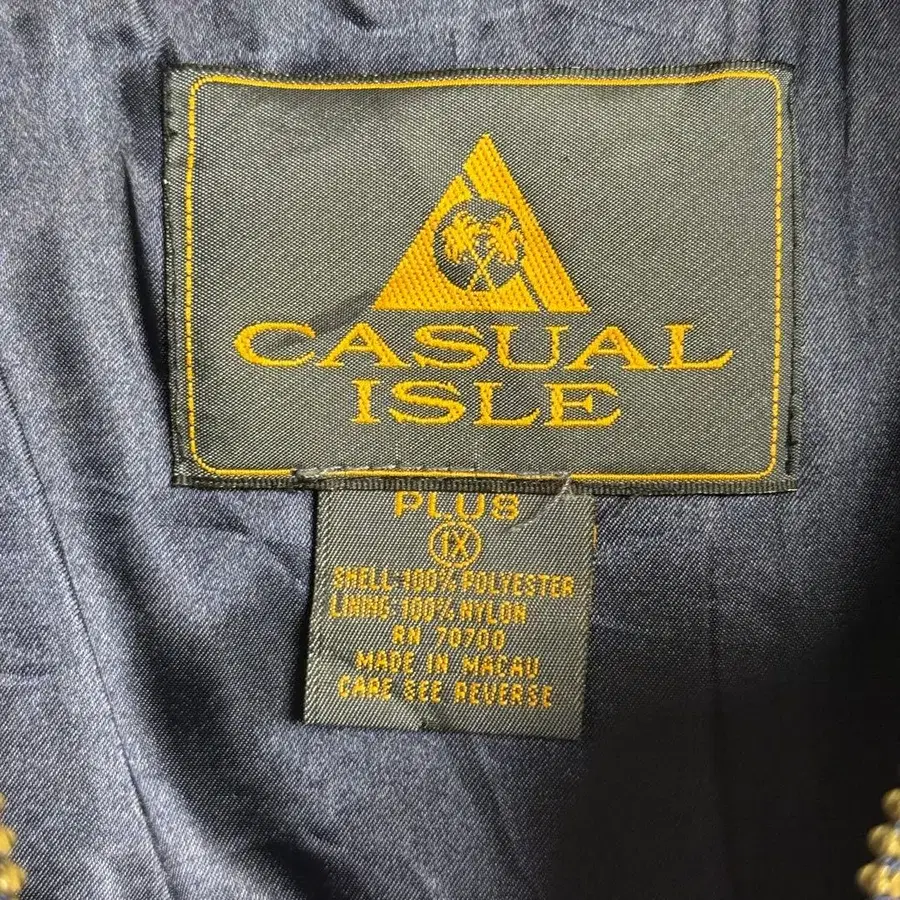 CASUAL
ISLE
PLUS
1X
SHELL 100% POLYESTER
LINING 100% NYLON
RN 70700
MADE IN MACAU
CARE SEE REVERSE